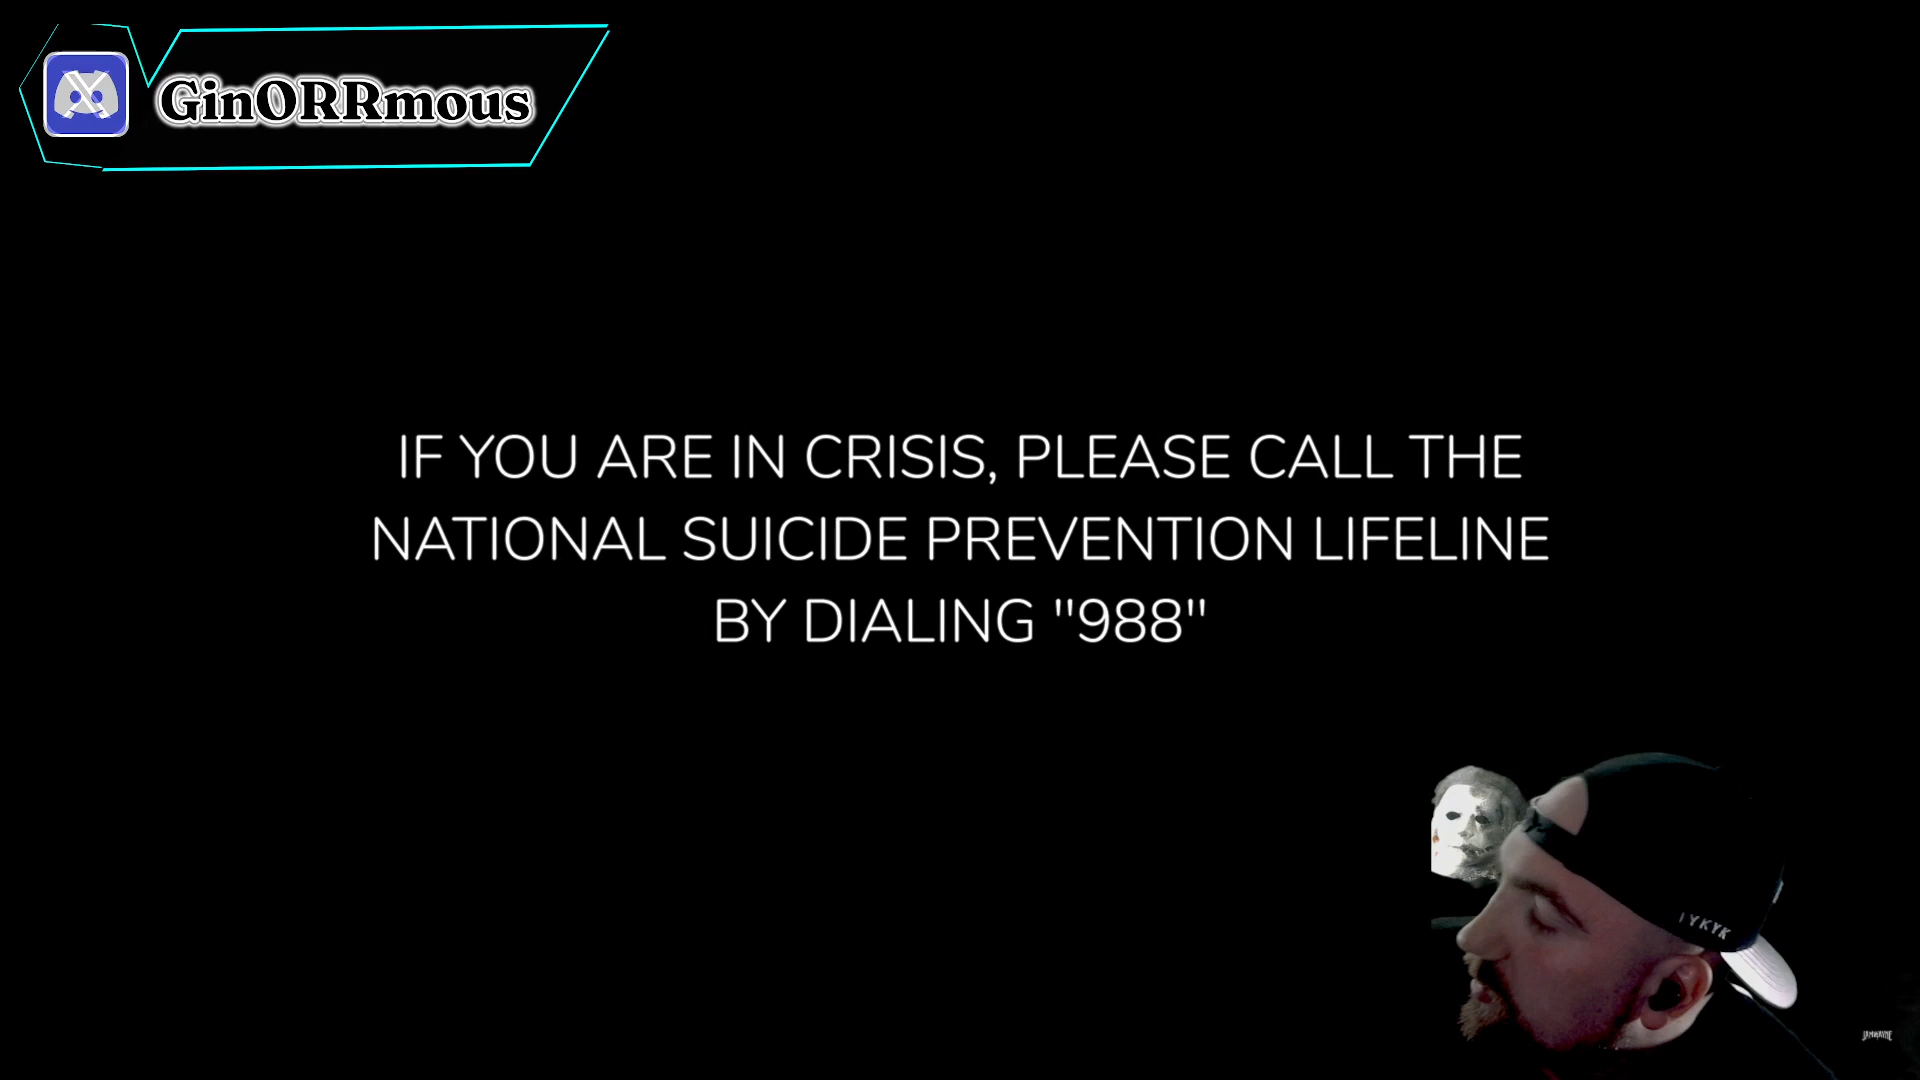 GinORRmous
IF YOU ARE IN CRISIS, PLEASE CALL THE
NATIONAL SUICIDE PREVENTION LIFELINE
BY DIALING "988"
IYKYK